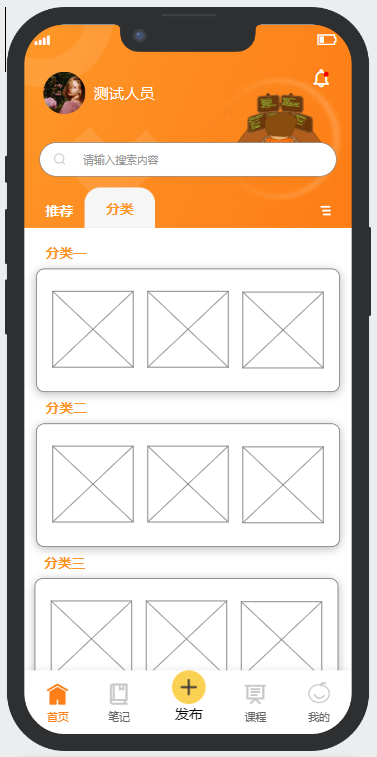 测试人员
请输入搜索内容
推荐
分类
分类一
分类二
分类三
首页
笔记
发布
课程
我的